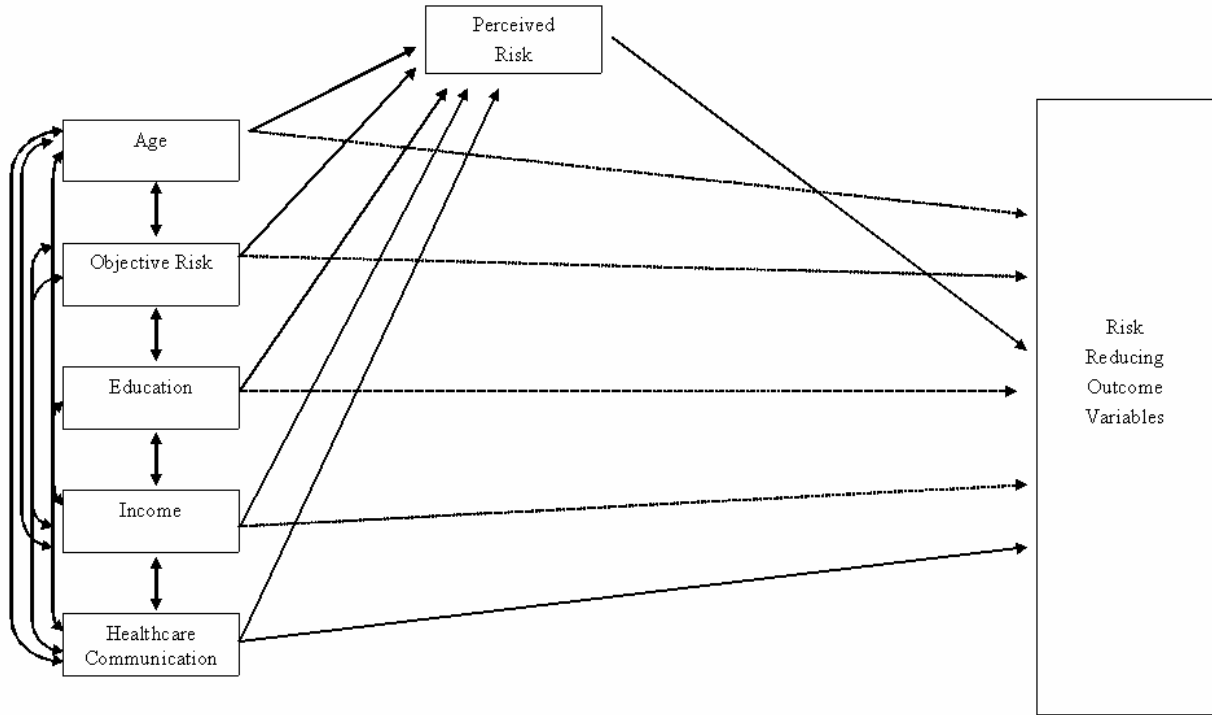 Perceived
Risk
Age
Objective Risk
Education
Income
Healthcare
Communication
Risk
Reducing
Outcome
Variables